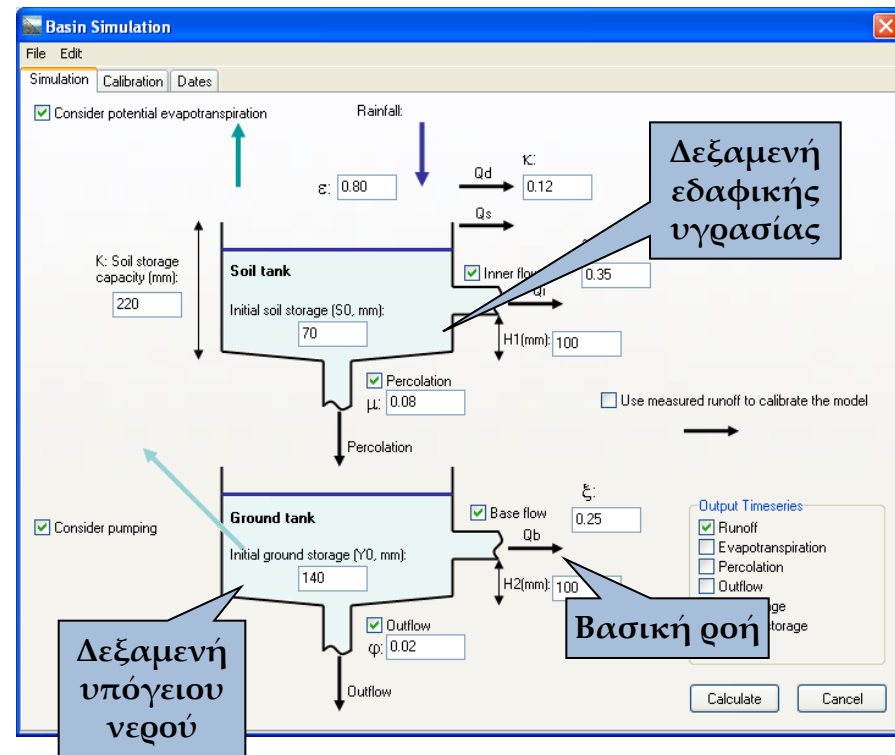 Basin Simulation
File Edit
Simulation Calibration Dates
Consider potential evapotranspiration
Rainfall:
ε: 0.80
Qd
κ:
0.12
Qs
Δεξαμενή
εδαφικής
υγρασίας
K: Soil storage
capacity (mm):
220
Soil tank
Initial soil storage (S0, mm):
70
Inner flow
0.35
H1(mm): 100
Percolation
μ: 0.08
Use measured runoff to calibrate the model
Percolation
Consider pumping
Ground tank
Initial ground storage (Y0, mm):
140
Base flow
ξ:
0.25
Qb
H2(mm): 100
Output Timeseries
Runoff
Evapotranspiration
Percolation
Outflow
Βασική ροή
Outflow
φ: 0.02
Outflow
Δεξαμενή
υπόγειου
νερού
Calculate Cancel